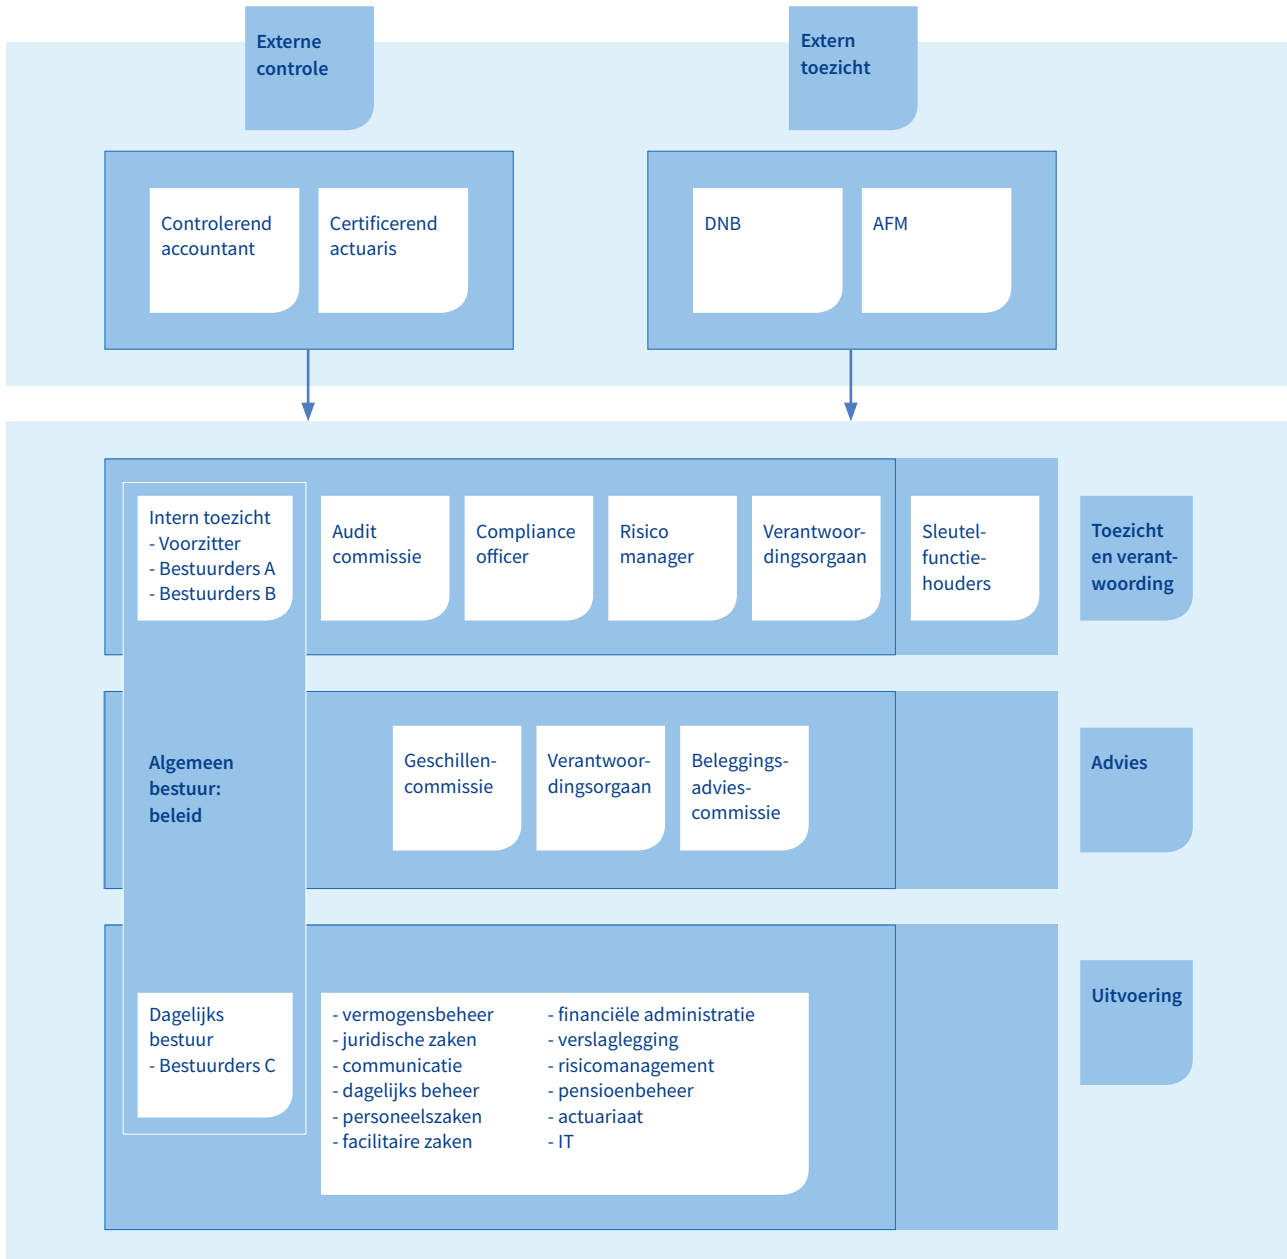 Externe
controle
Extern
toezicht
Controlerend
accountant
Certificerend
actuaris
DNB
AFM
Intern toezicht
- Voorzitter
- Bestuurders A
- Bestuurders B
Audit
commissie
Compliance
officer
Risico
manager
Verantwoor-
dingsorgaan
Sleutel-
functie-
houders
Toezicht
en verant-
woording
Algemeen
bestuur:
beleid
Geschillen-
commissie
Verantwoor-
dingsorgaan
Beleggings-
advies-
commissie
Advies
Dagelijks
bestuur
- Bestuurders C
- vermogensbeheer
- juridische zaken
- communicatie
- dagelijks beheer
- personeelszaken
- facilitaire zaken
- financiële administratie
- verslaglegging
- risicomanagement
- pensioenbeheer
- actuariaat
- IT
Uitvoering